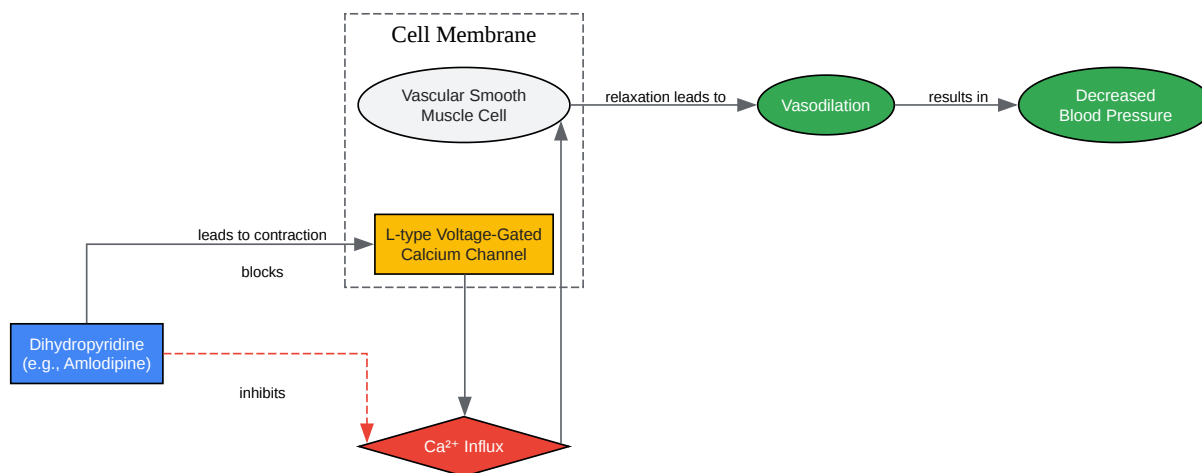 Cell Membrane
Vascular Smooth
Muscle Cell
relaxation leads to
Vasodilation
results in
Decreased
Blood Pressure
leads to contraction
L-type Voltage-Gated
Calcium Channel
blocks
Dihydropyridine
(e.g., Amlodipine)
inhibits
Ca²⁺ Influx